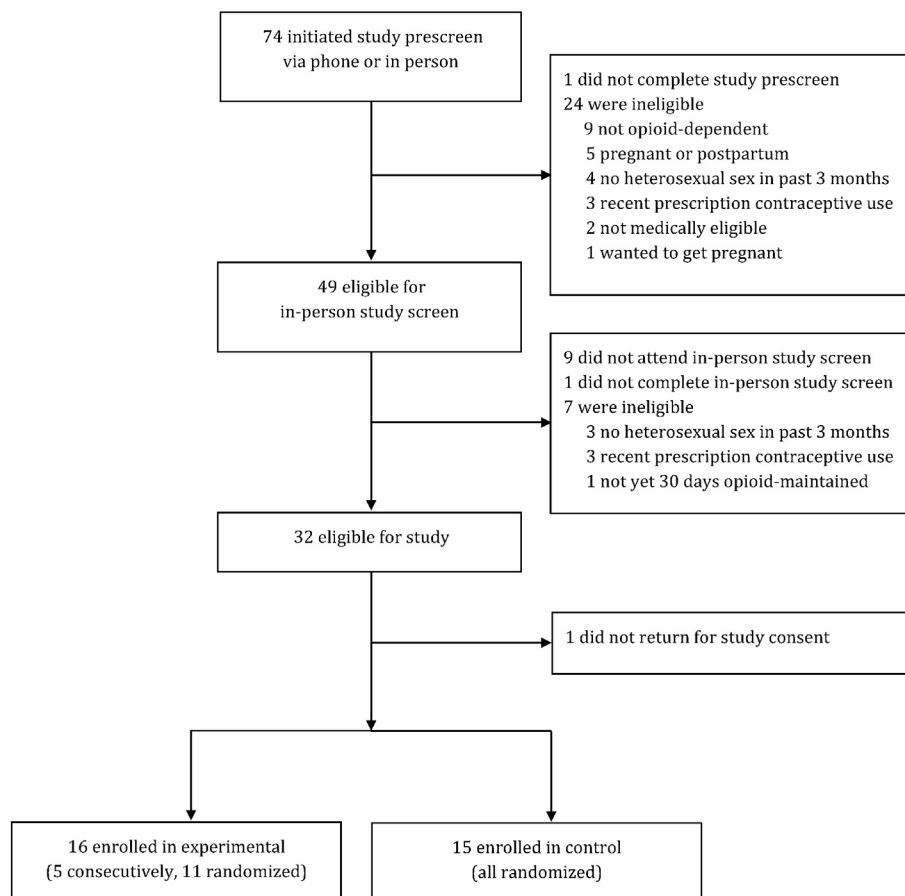 74 initiated study prescreen
via phone or in person
1 did not complete study prescreen
24 were ineligible
9 not opioid-dependent
5 pregnant or postpartum
4 no heterosexual sex in past 3 months
3 recent prescription contraceptive use
2 not medically eligible
1 wanted to get pregnant
49 eligible for
in-person study screen
9 did not attend in-person study screen
1 did not complete in-person study screen
7 were ineligible
3 no heterosexual sex in past 3 months
3 recent prescription contraceptive use
1 not yet 30 days opioid-maintained
32 eligible for study
1 did not return for study consent
16 enrolled in experimental
(5 consecutively, 11 randomized)
15 enrolled in control
(all randomized)